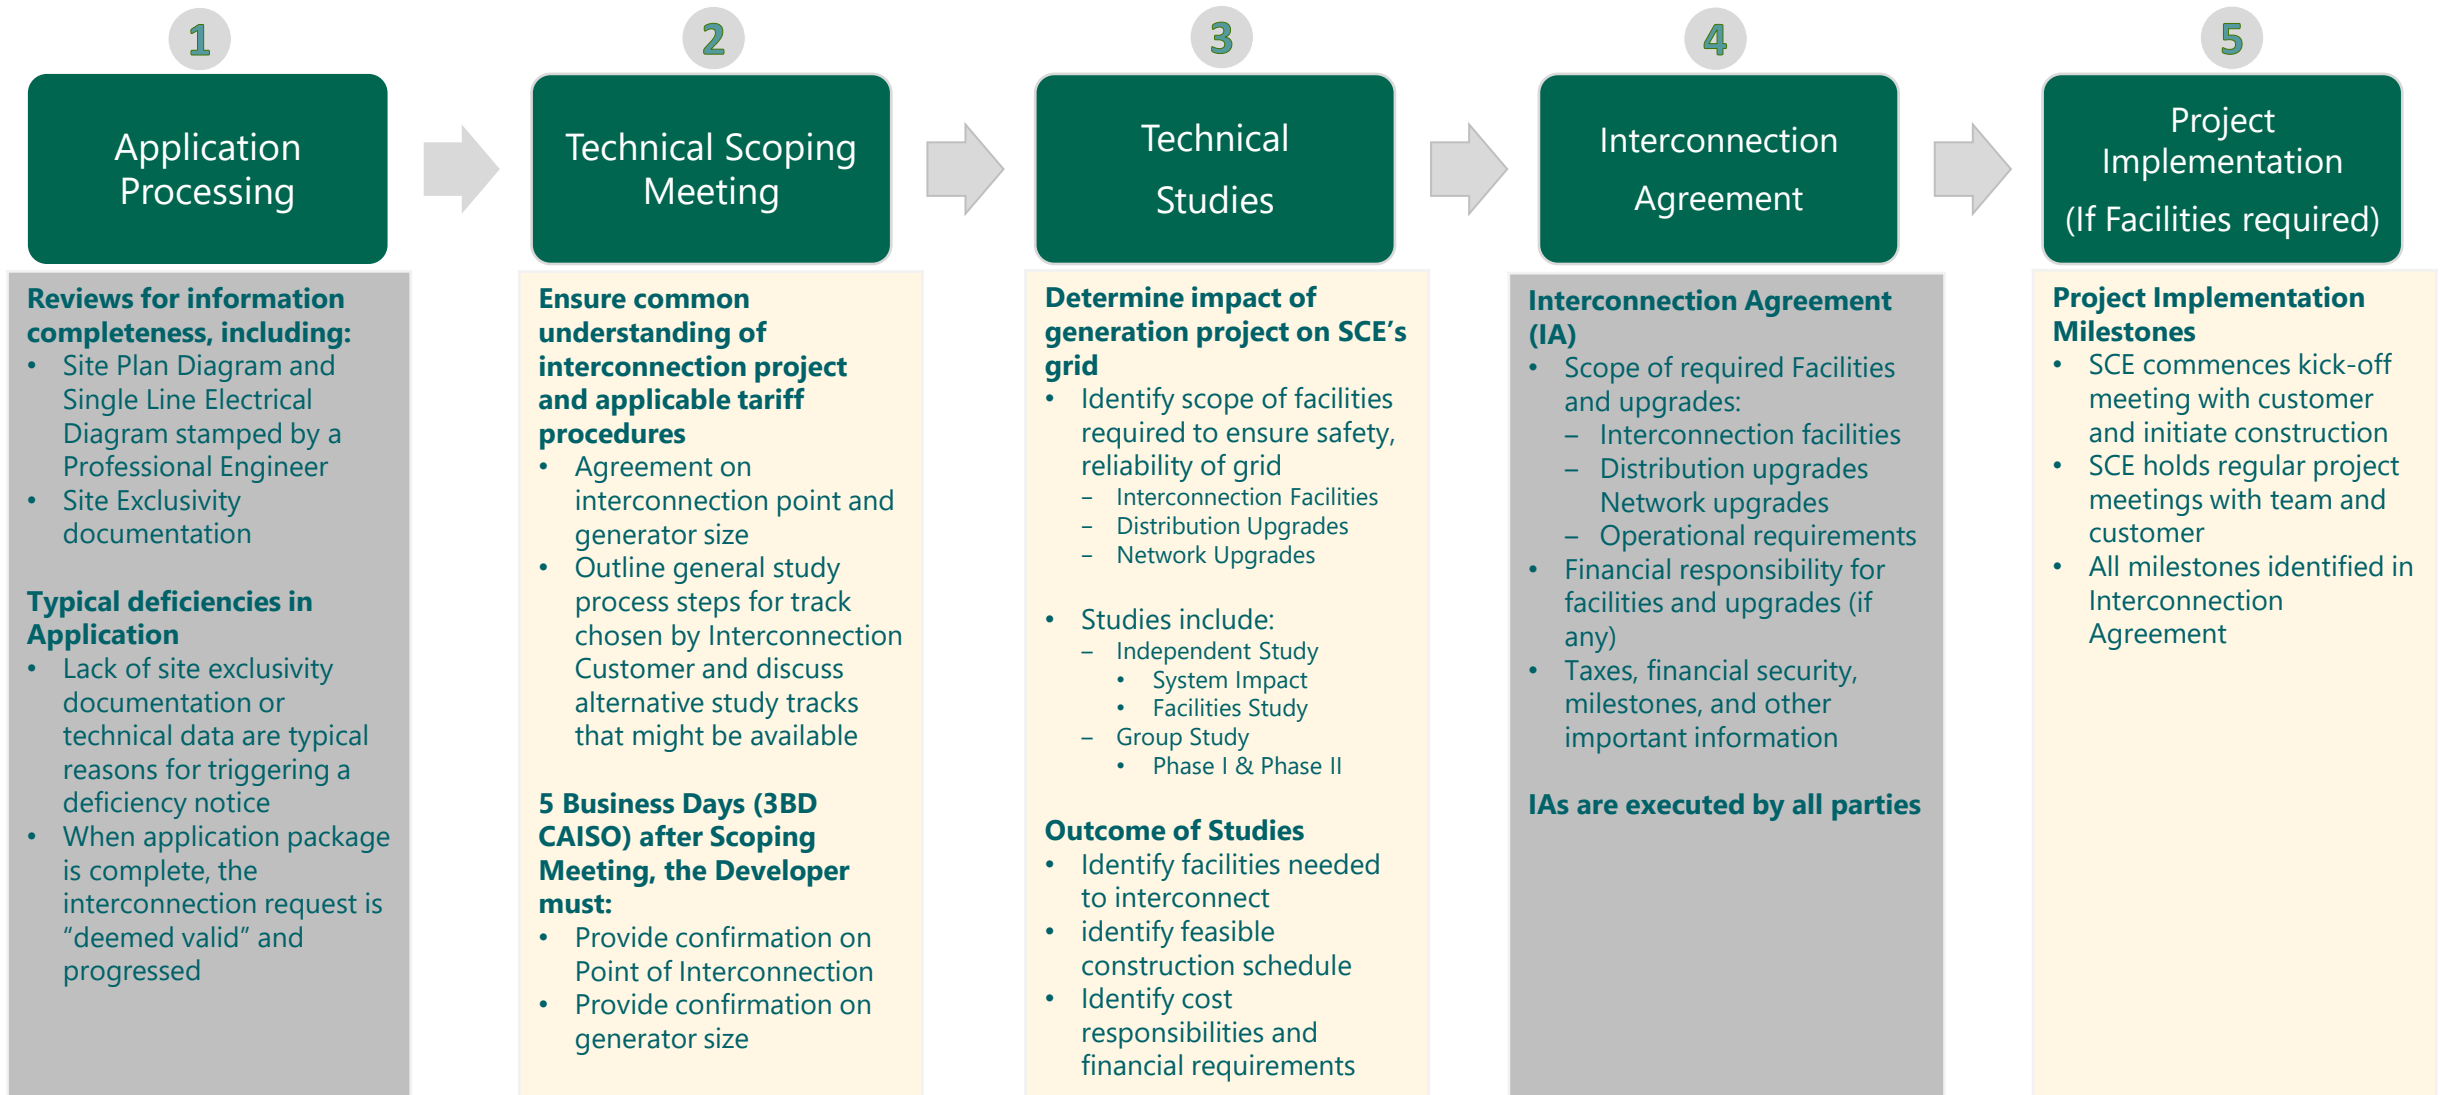 1
Application
Processing
Reviews for information
completeness, including:
• Site Plan Diagram and
Single Line Electrical
Diagram stamped by a
Professional Engineer
• Site Exclusivity
documentation
Typical deficiencies in
Application
• Lack of site exclusivity
documentation or
technical data are typical
reasons for triggering a
deficiency notice
• When application package
is complete, the
interconnection request is
“deemed valid” and
progressed
2
Technical Scoping
Meeting
Ensure common
understanding of
interconnection project
and applicable tariff
procedures
• Agreement on
interconnection point and
generator size
• Outline general study
process steps for track
chosen by Interconnection
Customer and discuss
alternative study tracks
that might be available
5 Business Days (3BD
CAISO) after Scoping
Meeting, the Developer
must:
• Provide confirmation on
Point of Interconnection
• Provide confirmation on
generator size
3
Technical
Studies
Determine impact of
generation project on SCE’s
grid
• Identify scope of facilities
required to ensure safety,
reliability of grid
– Interconnection Facilities
– Distribution Upgrades
– Network Upgrades
• Studies include:
– Independent Study
• System Impact
• Facilities Study
– Group Study
• Phase I & Phase II
Outcome of Studies
• Identify facilities needed
to interconnect
• identify feasible
construction schedule
• Identify cost
responsibilities and
financial requirements
4
Interconnection
Agreement
Interconnection Agreement
(IA)
• Scope of required Facilities
and upgrades:
– Interconnection facilities
– Distribution upgrades
Network upgrades
– Operational requirements
• Financial responsibility for
facilities and upgrades (if
any)
• Taxes, financial security,
milestones, and other
important information
IAs are executed by all parties
5
Project
Implementation
(If Facilities required)
Project Implementation
Milestones
• SCE commences kick-off
meeting with customer
and initiate construction
• SCE holds regular project
meetings with team and
customer
• All milestones identified in
Interconnection
Agreement